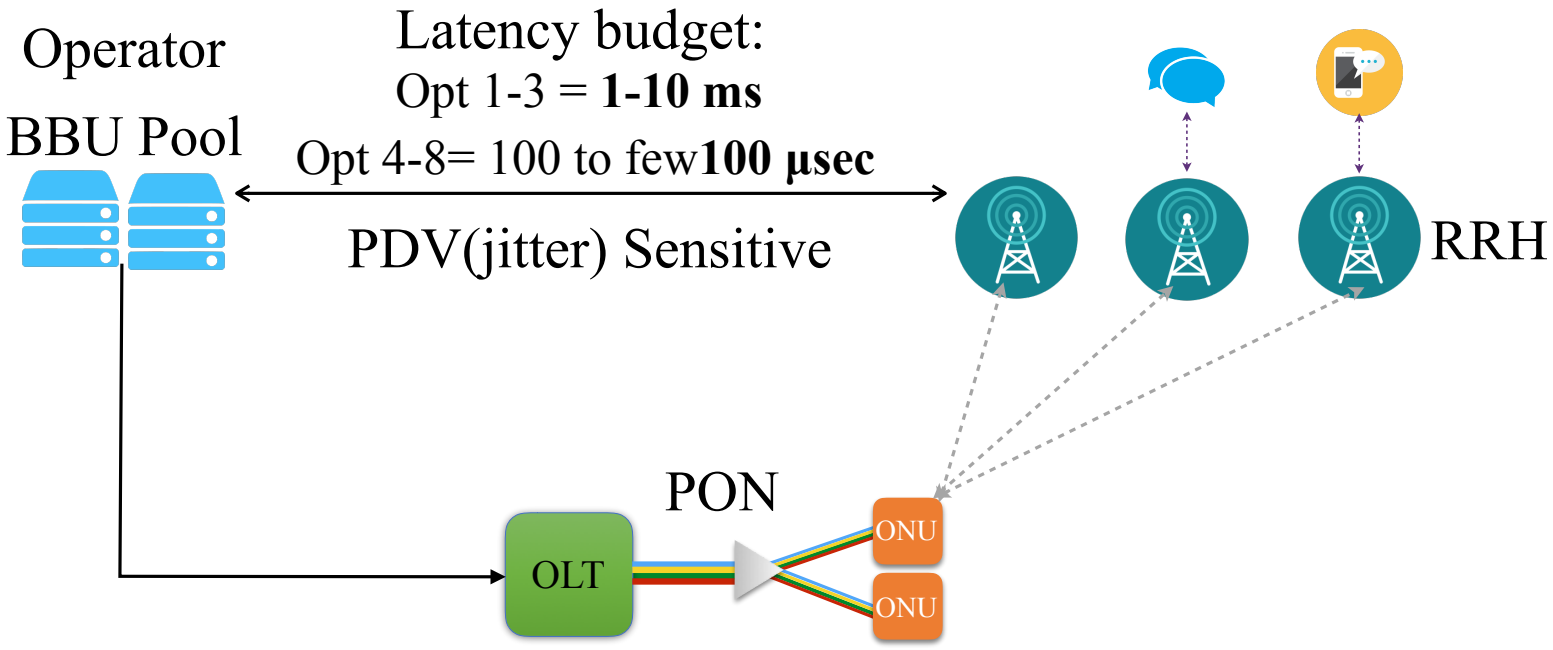 Operator
BBU Pool
Latency budget:
Opt 1-3 = 1-10 ms
Opt 4-8= 100 to few100 μsec
PDV(jitter) Sensitive
RRH
PON
OLT
ONU
ONU